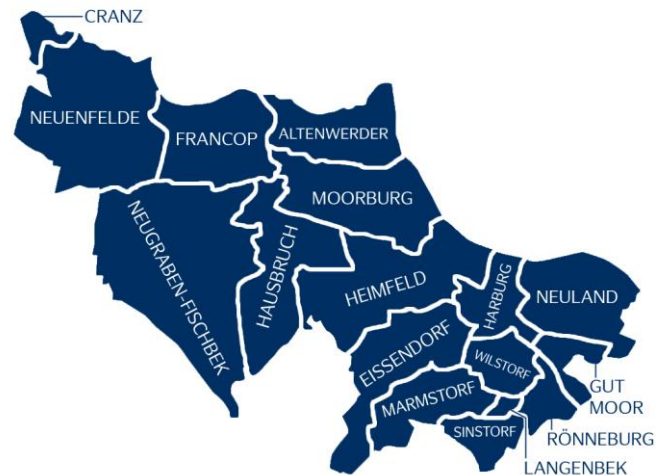 CRANZ
NEUENFELDE
FRANCOP
ALTENWERDER
MOORBURG
NEUGRABEN-FISCHBEK
HAUSBRUCH
HEIMFELD
HARBURG
NEULAND
EISSENDORF
WILSTORF
GUT
MOOR
MARMSTORF
SINSTORF
RÖNNEBURG
LANGENBEK